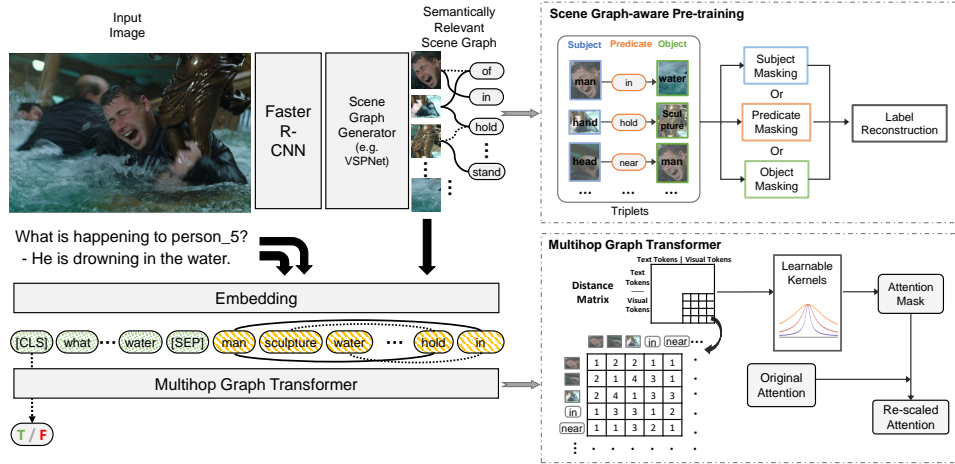 Input
Image
Faster
R-
CNN
Scene
Graph
Generator
(e.g.
VSPNet)
Semantically
Relevant
Scene Graph
of
in
hold
stand
What is happening to person_5?
- He is drowning in the water.
Embedding
[CLS] what ••• water [SEP] man sculpture water ••• hold in
Multihop Graph Transformer
T / F
Scene Graph-aware Pre-training
Subject Predicate Object
man in water
hand hold Scul
pture
head near man
••• ••• •••
Triplets
Subject
Masking
Or
Predicate
Masking
Or
Object
Masking
Label
Reconstruction
Multihop Graph Transformer
Text Tokens | Visual Tokens
Distance
Matrix
Text
Tokens
------
Visual
Tokens
in near •••
1 2 2 1 1
2 1 4 3 1
2 4 1 3 3
in 1 3 3 1 2
near 1 1 3 2 1
Learnable
Kernels
Attention
Mask
Original
Attention
Re-scaled
Attention